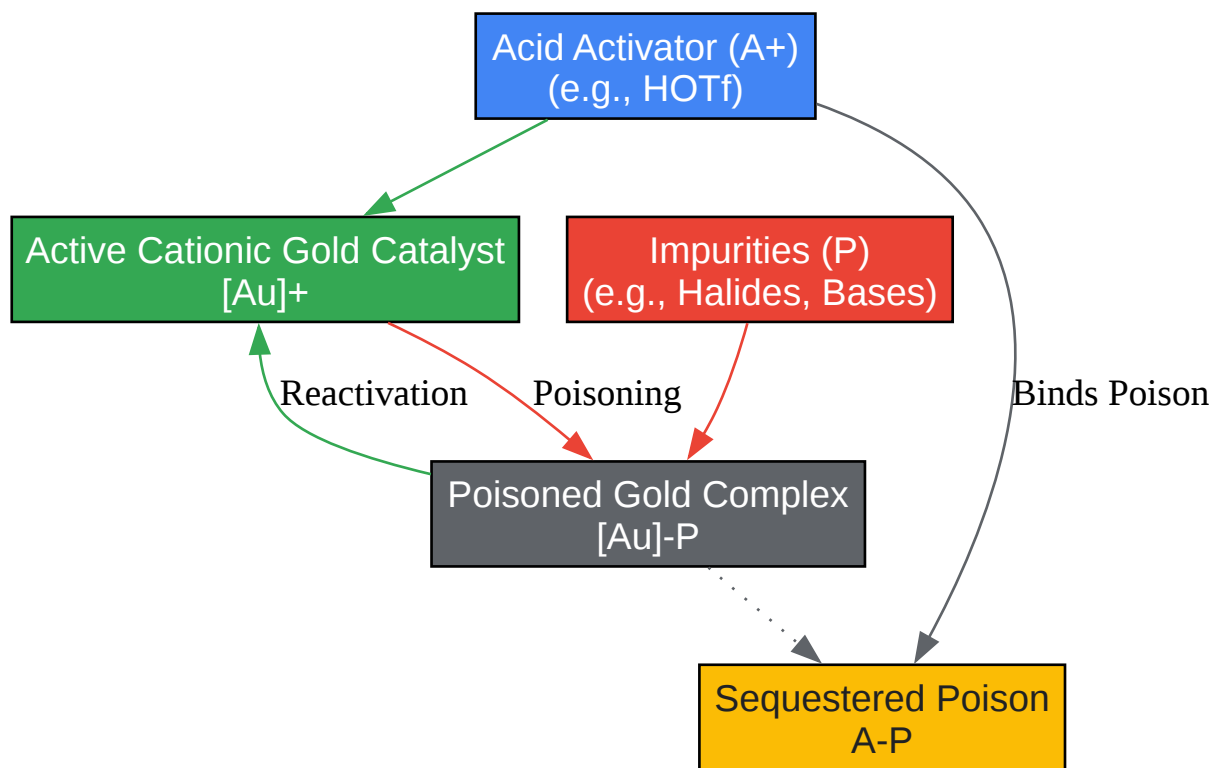 Acid Activator (A+)
(e.g., HOTf)
Active Cationic Gold Catalyst
[Au]+
Impurities (P)
(e.g., Halides, Bases)
Reactivation
Poisoning
Binds Poison
Poisoned Gold Complex
[Au]-P
Sequestered Poison
A-P